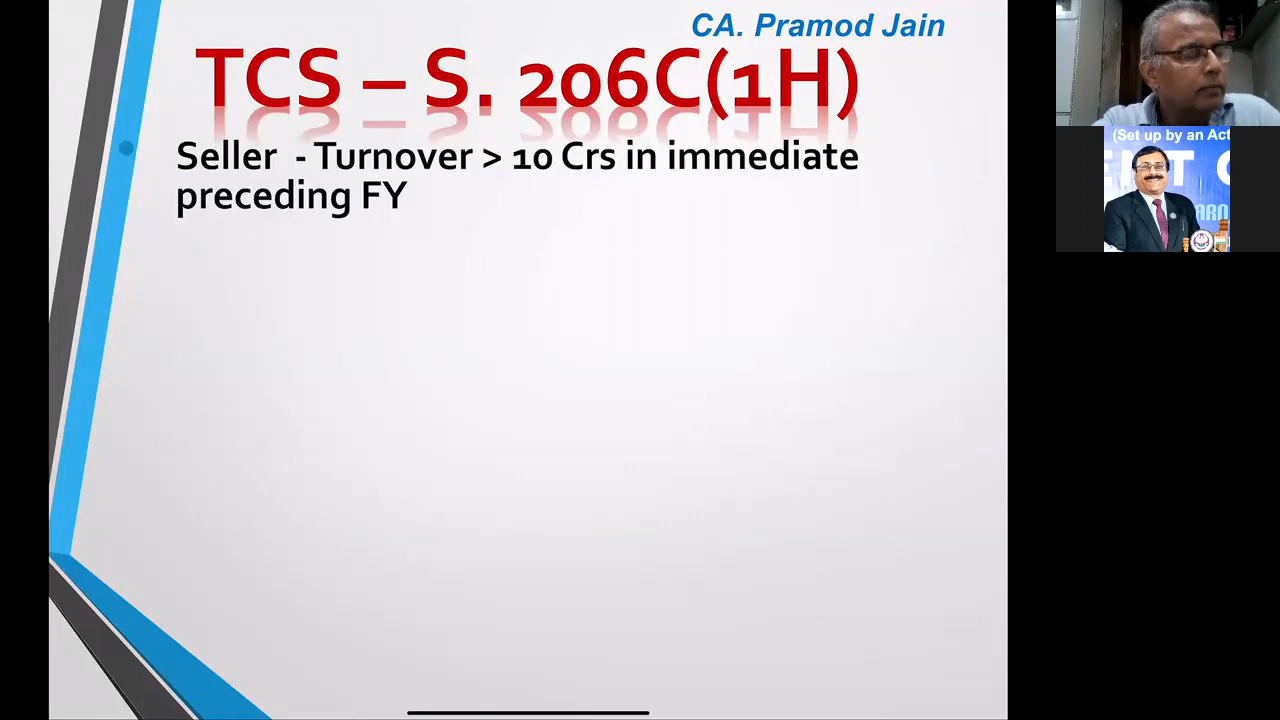 CA. Pramod Jain
TCS – S. 206C(1H)
Seller - Turnover > 10 Crs in immediate
preceding FY
(Set up by an Act